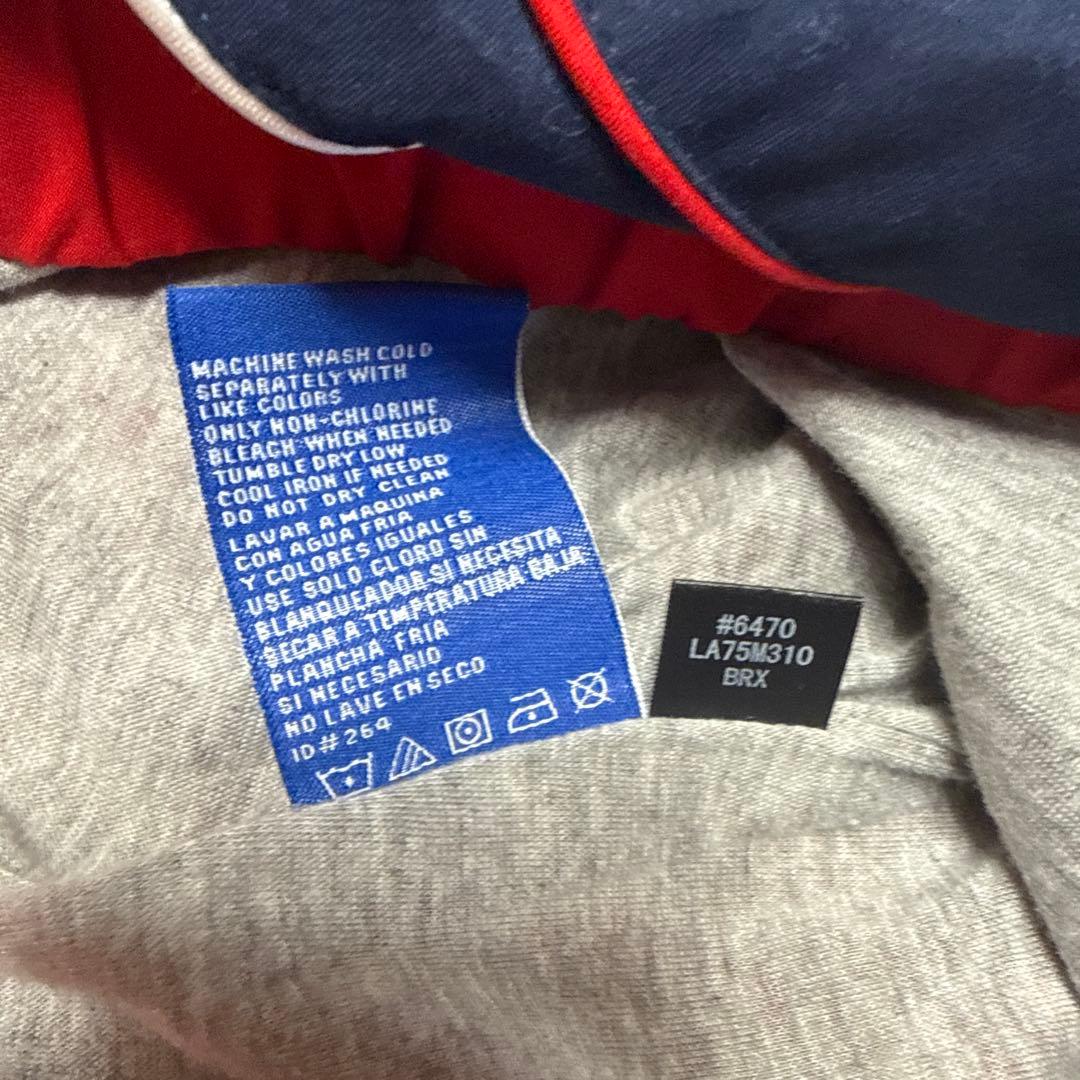 MACHINE WASH COLD
SEPARATELY WITH
LIKE COLORS
ONLY NON-CHLORINE
BLEACH WHEN NEEDED
TUMBLE DRY LOW
COOL IRON IF NEEDED
DO NOT DRY CLEAN
LAVAR A MAQUINA
CON AGUA FRIA
Y COLORES IGUALES
USE SOLO CLORO SIN
BLANQUEADOR SI NECESITA
SECAR A TEMPERATURA BAJA
PLANCHA FRIA
SI NECESARIO
NO LAVE EN SECO
ID# 264
#6470
LA75M310
BRX